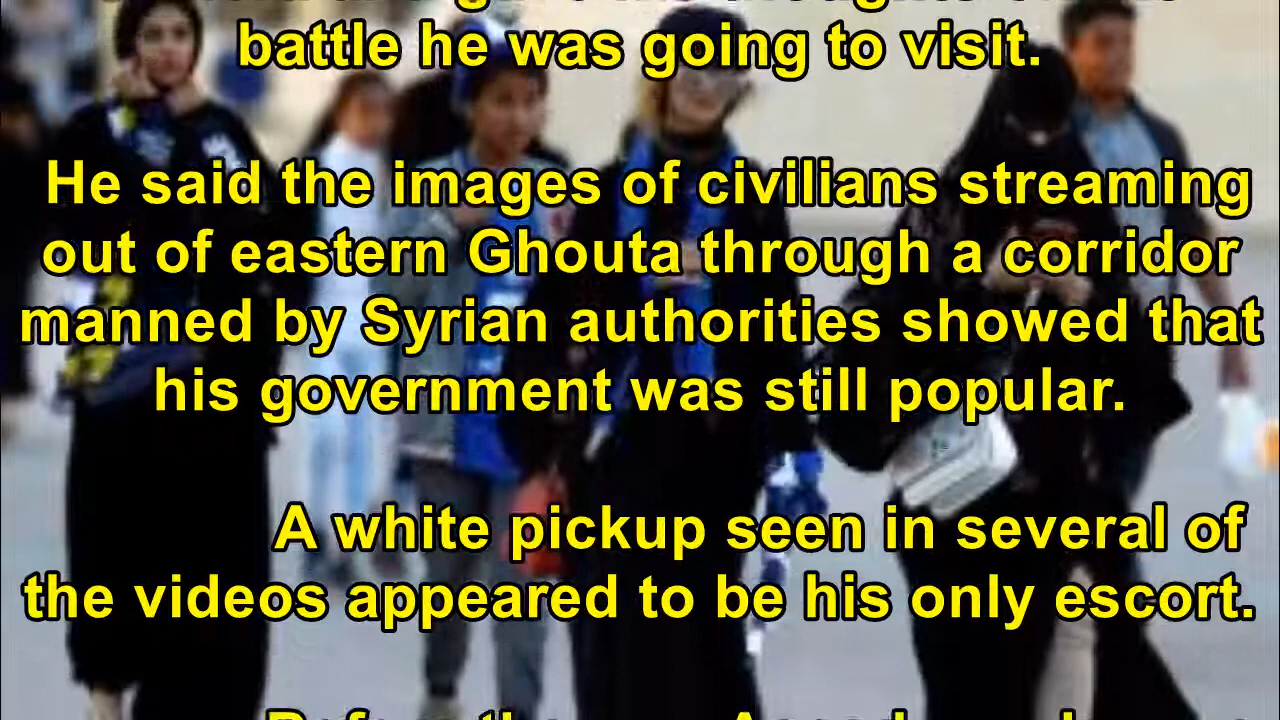 battle he was going to visit.
He said the images of civilians streaming
out of eastern Ghouta through a corridor
manned by Syrian authorities showed that
his government was still popular.
A white pickup seen in several of
the videos appeared to be his only escort.